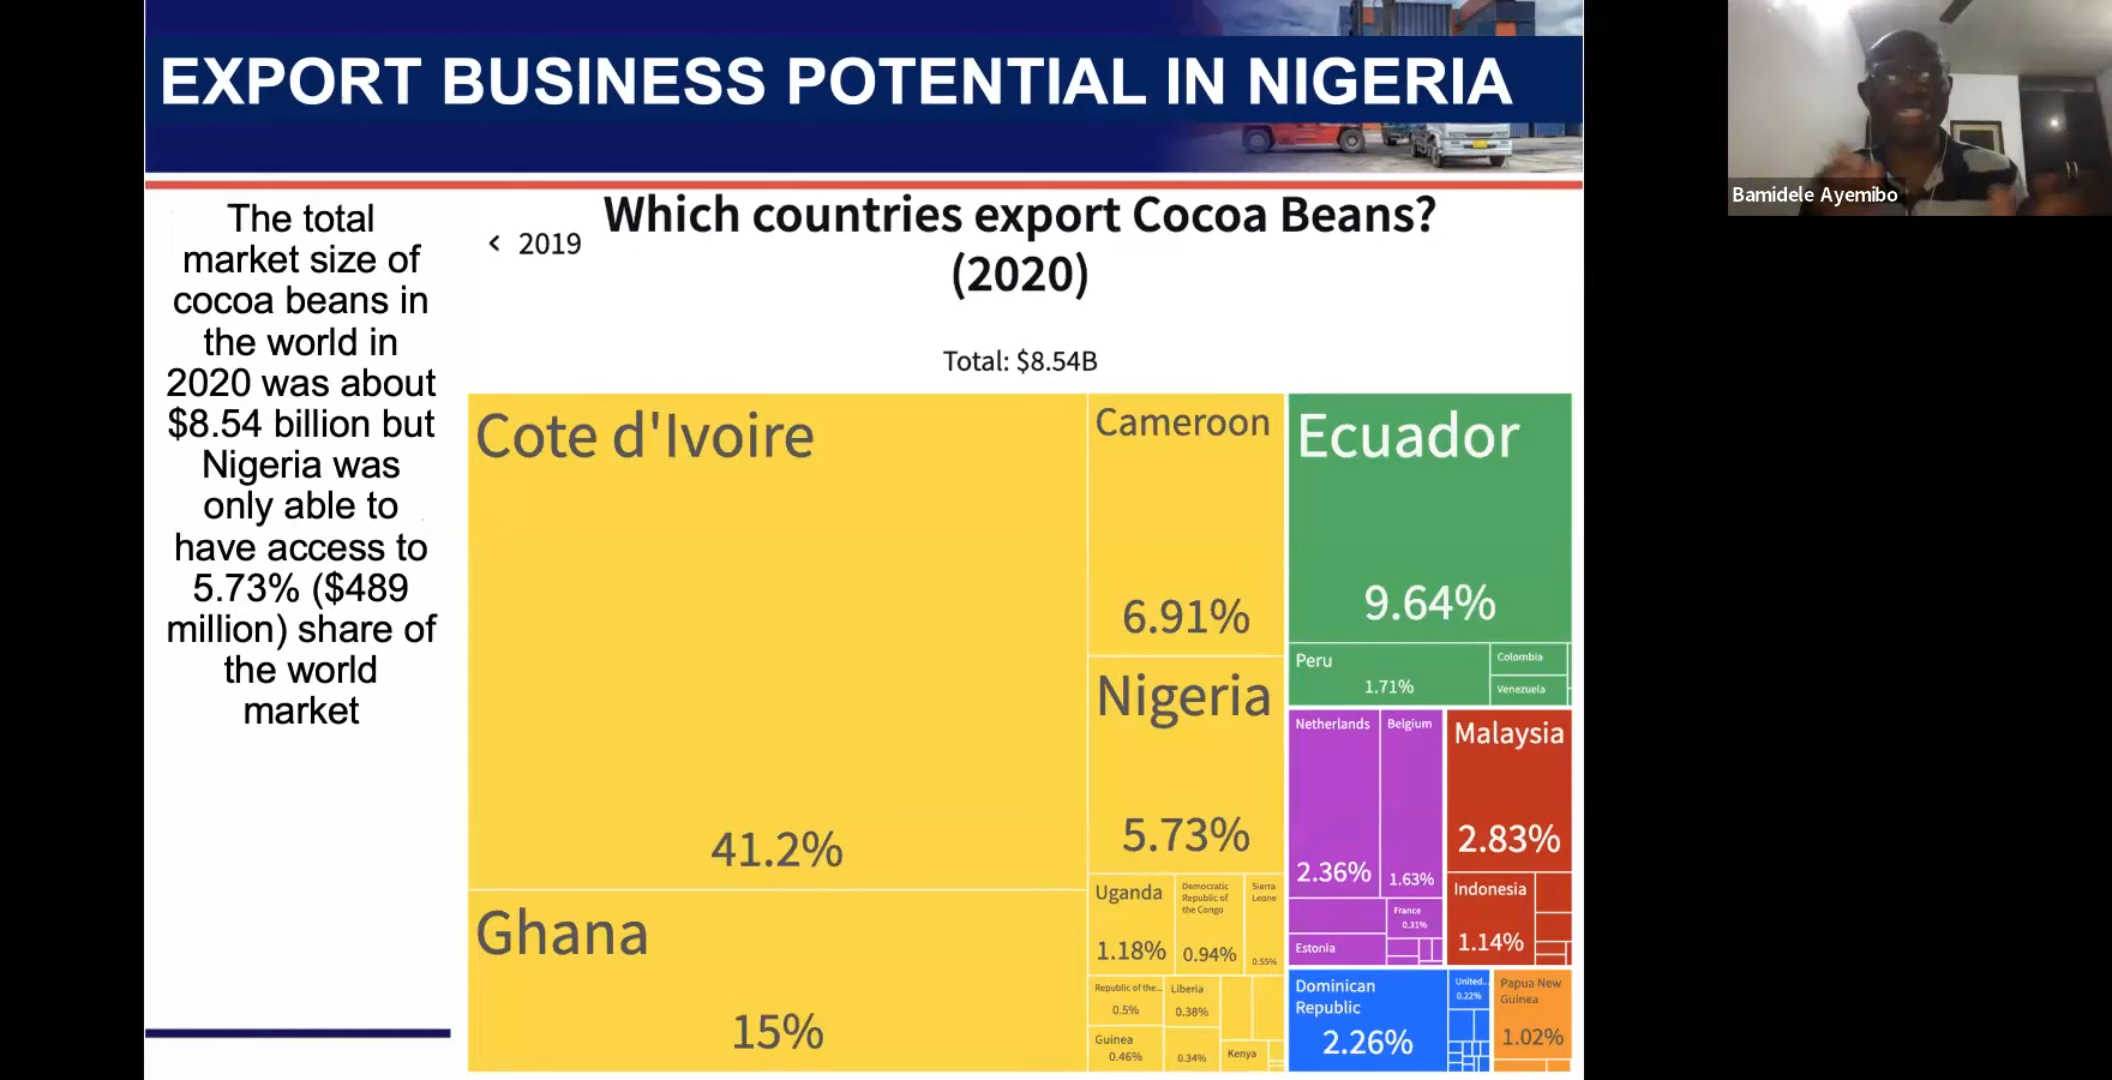 EXPORT BUSINESS POTENTIAL IN NIGERIA
Bamidele Ayemibo
The total
market size of
cocoa beans in
the world in
2020 was about
$8.54 billion but
Nigeria was
only able to
have access to
5.73% ($489
million) share of
the world
market
< 2019
Which countries export Cocoa Beans?
(2020)
Total: $8.54B
Cote d'Ivoire
41.2%
Ghana
15%
Cameroon
6.91%
Nigeria
5.73%
Uganda
1.18%
Democratic
Republic of
the Congo
0.94%
Sierra
Leone
0.55%
Republic of the...
0.5%
Liberia
0.38%
Guinea
0.46%
0.34%
Kenya
Ecuador
9.64%
Peru
1.71%
Colombia
Venezuela
Netherlands
2.36%
Belgium
1.63%
France
0.31%
Estonia
Malaysia
2.83%
Indonesia
1.14%
Dominican
Republic
2.26%
United...
0.22%
Papua New
Guinea
1.02%